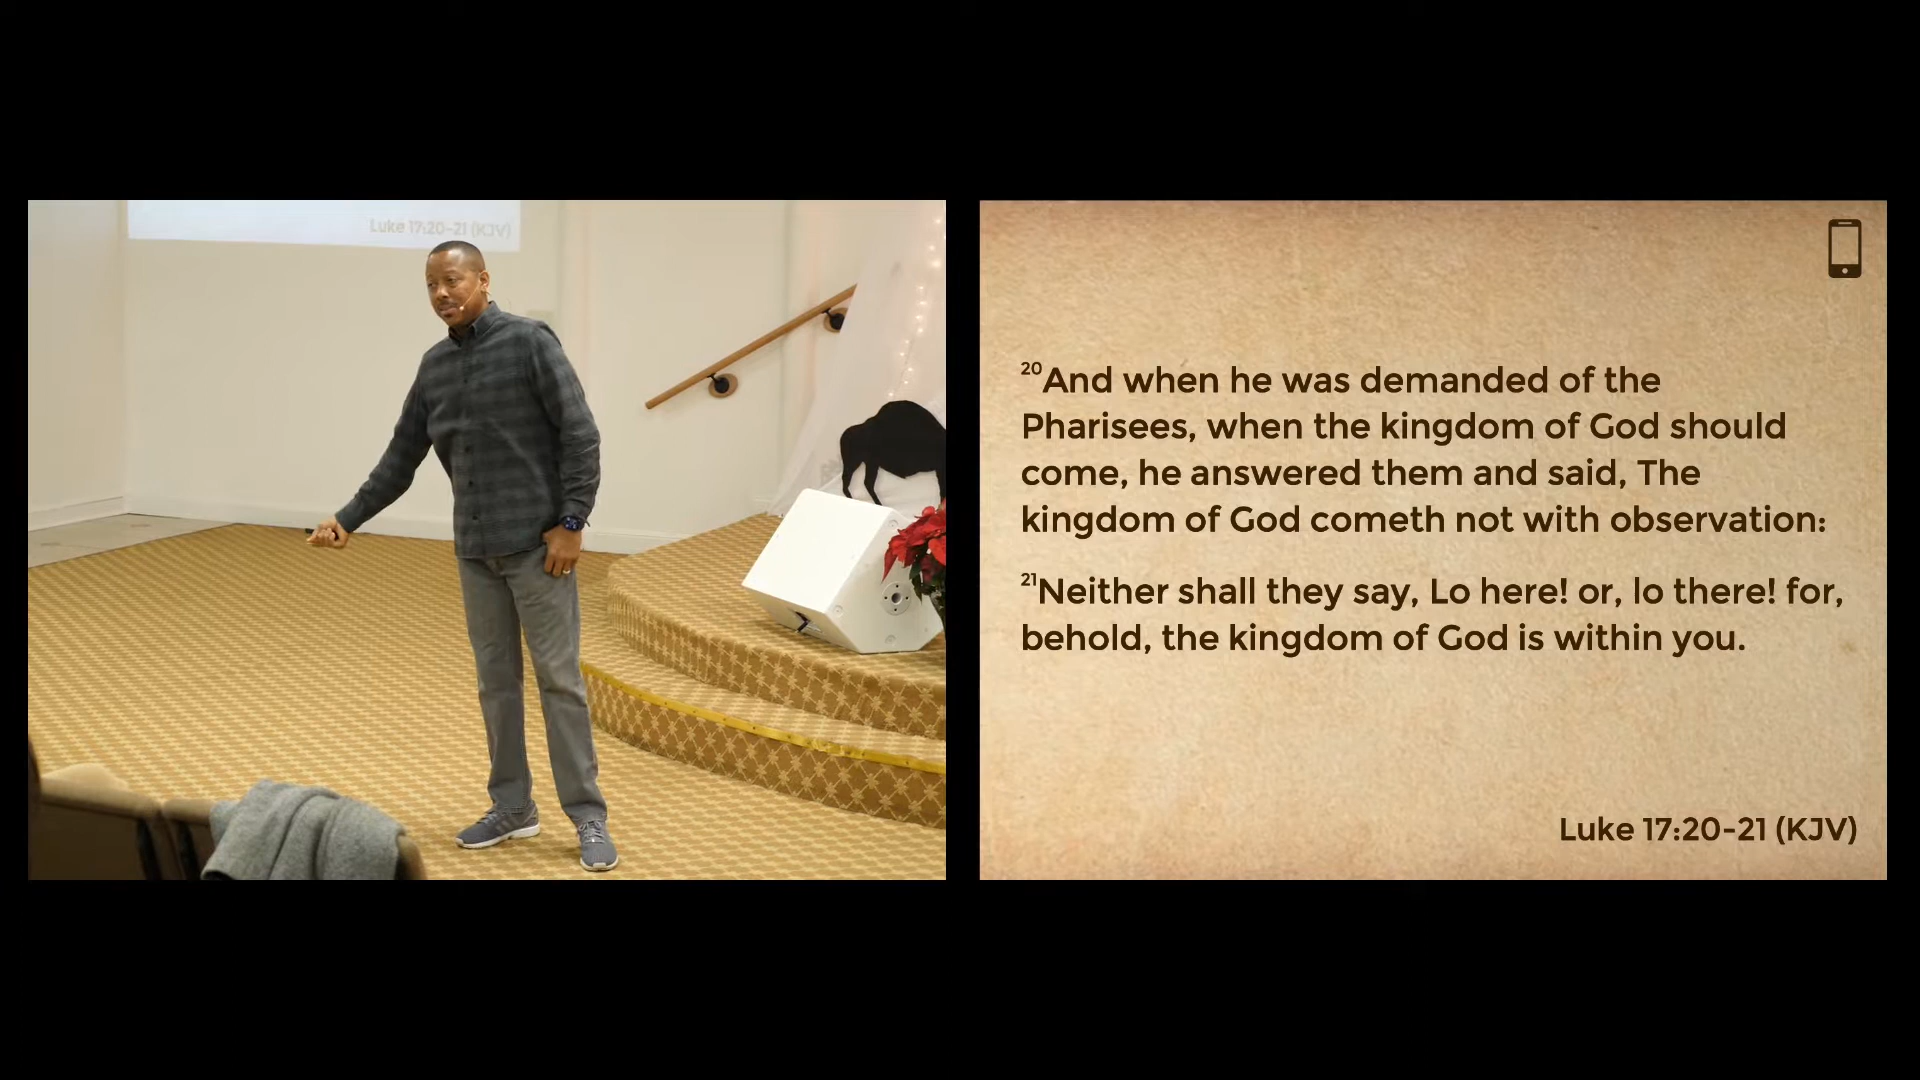 Luke 17:20-21 (KJV)
20And when he was demanded of the
Pharisees, when the kingdom of God should
come, he answered them and said, The
kingdom of God cometh not with observation:
21Neither shall they say, Lo here! or, lo there! for,
behold, the kingdom of God is within you.
Luke 17:20-21 (KJV)